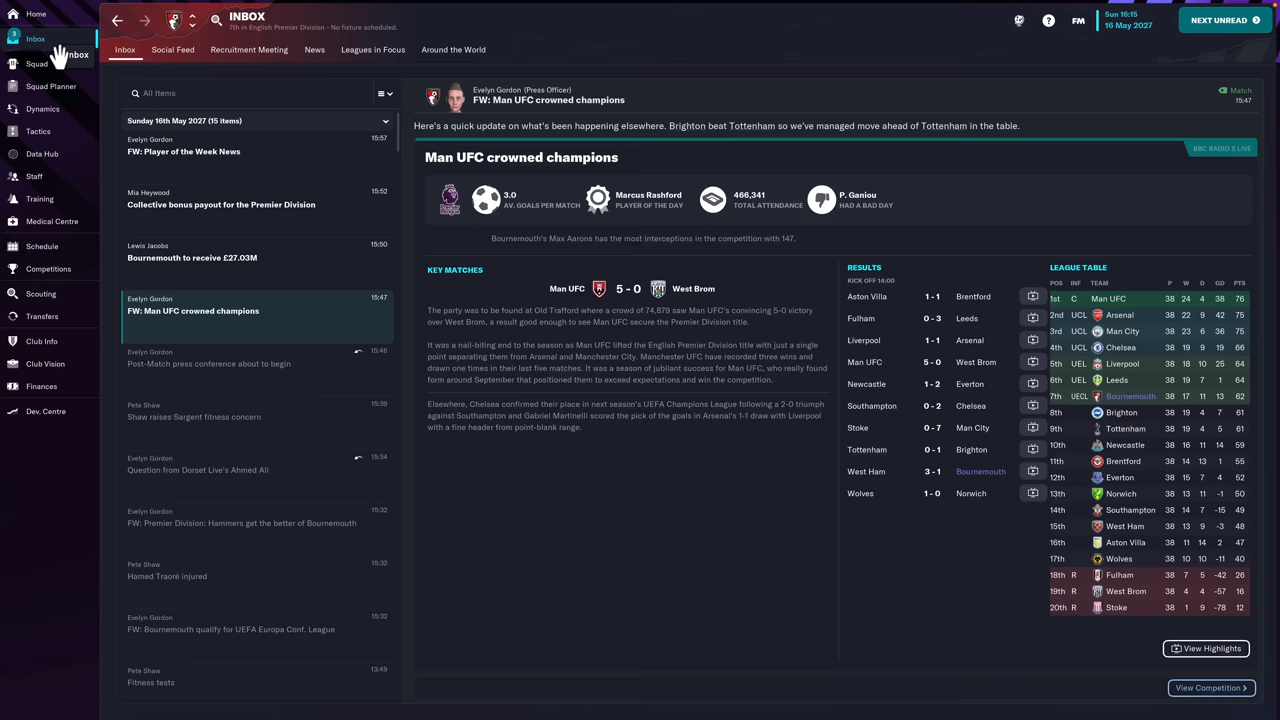 Home
3
Inbox
Inbox
Squad
Squad Planner
Dynamics
Tactics
Data Hub
Staff
Training
Medical Centre
Schedule
Competitions
Scouting
Transfers
Club Info
Club Vision
Finances
Dev. Centre
INBOX
7th in English Premier Division - No fixture scheduled.
FM
Sun 16:15
16 May 2027
NEXT UNREAD
Inbox
Social Feed
Recruitment Meeting
News
Leagues in Focus
Around the World
All Items
Sunday 16th May 2027 (15 items)
Evelyn Gordon 15:57
FW: Player of the Week News
Mia Heywood 15:52
Collective bonus payout for the Premier Division
Lewis Jacobs 15:50
Bournemouth to receive £27.03M
Evelyn Gordon 15:47
FW: Man UFC crowned champions
Evelyn Gordon 15:46
Post-Match press conference about to begin
Pete Shaw 15:39
Shaw raises Sargent fitness concern
Evelyn Gordon 15:34
Question from Dorset Live's Ahmed Ali
Evelyn Gordon 15:32
FW: Premier Division: Hammers get the better of Bournemouth
Pete Shaw 15:32
Hamed Traoré injured
Evelyn Gordon 15:32
FW: Bournemouth qualify for UEFA Europa Conf. League
Pete Shaw 13:49
Fitness tests
Evelyn Gordon (Press Officer)
FW: Man UFC crowned champions
Match
15:47
Here's a quick update on what's been happening elsewhere. Brighton beat Tottenham so we've managed move ahead of Tottenham in the table.
BBC RADIO 5 LIVE
Man UFC crowned champions
3.0
AV. GOALS PER MATCH
Marcus Rashford
PLAYER OF THE DAY
466,341
TOTAL ATTENDANCE
P. Ganiou
HAD A BAD DAY
Bournemouth's Max Aarons has the most interceptions in the competition with 147.
KEY MATCHES
Man UFC 5 - 0 West Brom
The party was to be found at Old Trafford where a crowd of 74,879 saw Man UFC's convincing 5-0 victory
over West Brom, a result good enough to see Man UFC secure the Premier Division title.
It was a nail-biting end to the season as Man UFC lifted the English Premier Division title with just a single
point separating them from Arsenal and Manchester City. Manchester UFC have recorded three wins and
drawn one times in their last five matches. It was a season of jubilant success for Man UFC, who really found
form around September that positioned them to exceed expectations and win the competition.
Elsewhere, Chelsea confirmed their place in next season's UEFA Champions League following a 2-0 triumph
against Southampton and Gabriel Martinelli scored the pick of the goals in Arsenal's 1-1 draw with Liverpool
with a fine header from point-blank range.
RESULTS
KICK OFF 14:00
Aston Villa 1 - 1 Brentford
Fulham 0 - 3 Leeds
Liverpool 1 - 1 Arsenal
Man UFC 5 - 0 West Brom
Newcastle 1 - 2 Everton
Southampton 0 - 2 Chelsea
Stoke 0 - 7 Man City
Tottenham 0 - 1 Brighton
West Ham 3 - 1 Bournemouth
Wolves 1 - 0 Norwich
LEAGUE TABLE
POS INF TEAM P W D GD PTS
1st C Man UFC 38 24 4 38 76
2nd UCL Arsenal 38 22 9 42 75
3rd UCL Man City 38 23 6 36 75
4th UCL Chelsea 38 19 9 19 66
5th UEL Liverpool 38 18 10 25 64
6th UEL Leeds 38 19 7 1 64
7th UECL Bournemouth 38 17 11 13 62
8th Brighton 38 19 4 7 61
9th Tottenham 38 19 4 5 61
10th Newcastle 38 16 11 14 59
11th Brentford 38 14 13 1 55
12th Everton 38 15 7 4 52
13th Norwich 38 13 11 -1 50
14th Southampton 38 14 7 -15 49
15th West Ham 38 13 9 -3 48
16th Aston Villa 38 11 14 2 47
17th Wolves 38 10 10 -11 40
18th R Fulham 38 7 5 -42 26
19th R West Brom 38 4 4 -57 16
20th R Stoke 38 1 9 -78 12
View Highlights
View Competition